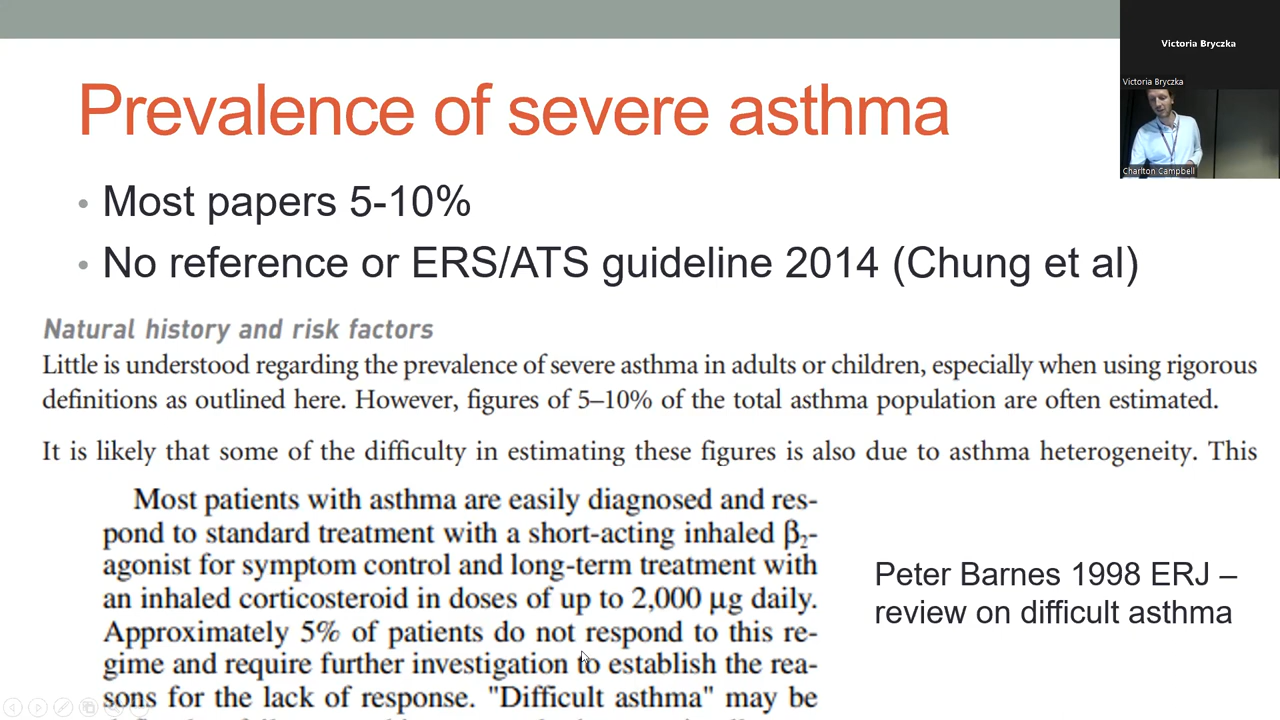 Prevalence of severe asthma
• Most papers 5-10%
• No reference or ERS/ATS guideline 2014 (Chung et al)
Natural history and risk factors
Little is understood regarding the prevalence of severe asthma in adults or children, especially when using rigorous
definitions as outlined here. However, figures of 5–10% of the total asthma population are often estimated.
It is likely that some of the difficulty in estimating these figures is also due to asthma heterogeneity. This
Most patients with asthma are easily diagnosed and res-
pond to standard treatment with a short-acting inhaled β₂-
agonist for symptom control and long-term treatment with
an inhaled corticosteroid in doses of up to 2,000 µg daily.
Approximately 5% of patients do not respond to this re-
gime and require further investigation to establish the rea-
sons for the lack of response. "Difficult asthma" may be
Peter Barnes 1998 ERJ –
review on difficult asthma
Victoria Bryczka
Victoria Bryczka
Charlton Campbell